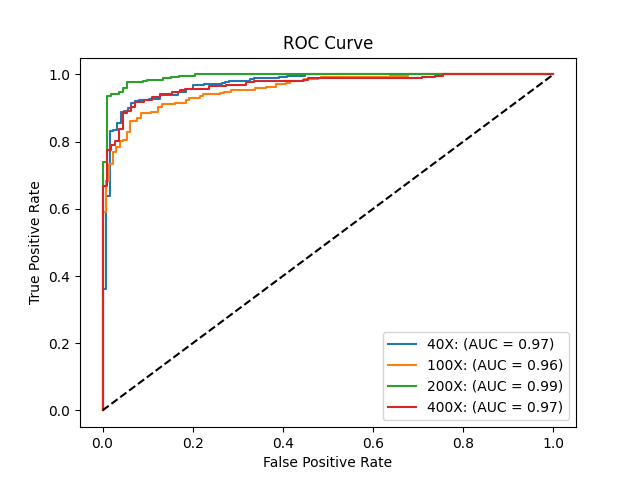 ROC Curve
1.0
0.8
0.6
0.4
0.2
0.0
True Positive Rate
40X: (AUC = 0.97)
100X: (AUC = 0.96)
200X: (AUC = 0.99)
400X: (AUC = 0.97)
0.0 0.2 0.4 0.6 0.8 1.0
False Positive Rate